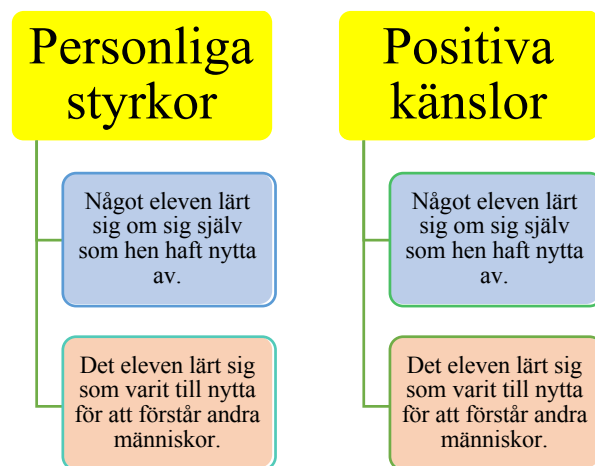 Personliga
styrkor
Något eleven lärt
sig om sig själv
som hen haft nytta
av.
Det eleven lärt sig
som varit till nytta
för att förstår andra
människor.
Positiva
känslor
Något eleven lärt
sig om sig själv
som hen haft nytta
av.
Det eleven lärt sig
som varit till nytta
för att förstår andra
människor.